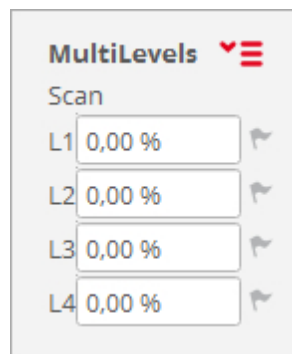 MultiLevels
Scan
L1 0,00 %
L2 0,00 %
L3 0,00 %
L4 0,00 %